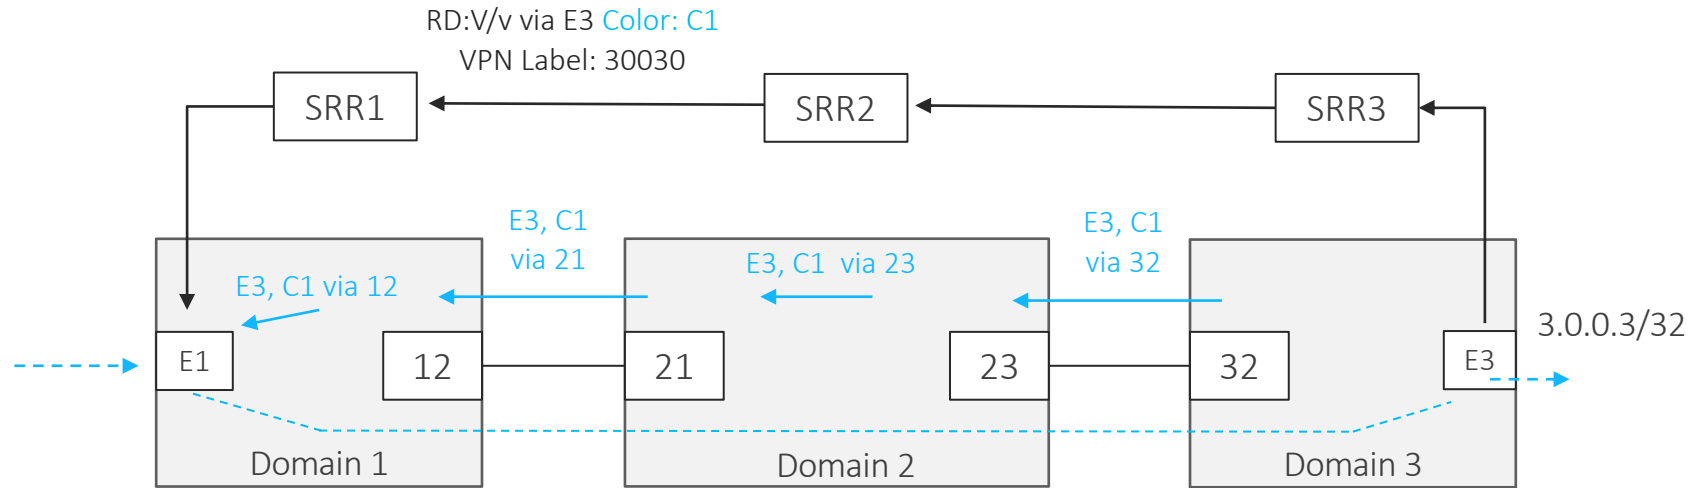 RD:V/v via E3 Color: C1
VPN Label: 30030
SRR1
SRR2
SRR3
E3, C1
via 21
E3, C1
via 32
E3, C1 via 12
E3, C1 via 23
3.0.0.3/32
E1
12
21
23
32
E3
Domain 1
Domain 2
Domain 3